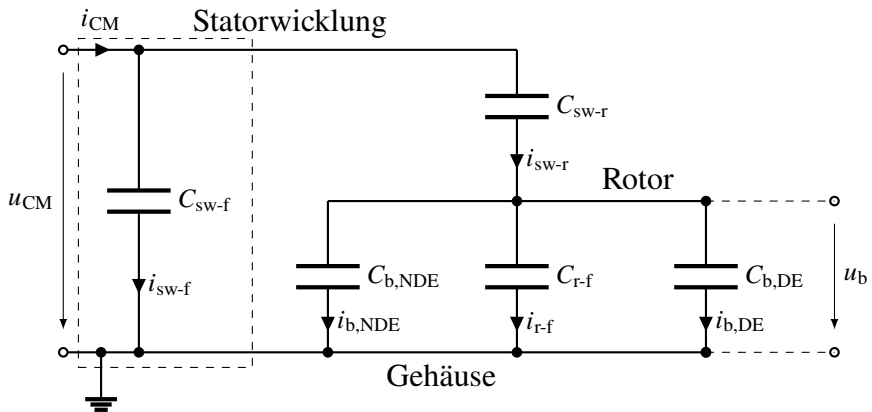 i_CM
Statorwicklung
C_sw-r
i_sw-r
Rotor
u_CM
C_sw-f
C_b,NDE
C_r-f
C_b,DE
u_b
i_sw-f
i_b,NDE
i_r-f
i_b,DE
Gehäuse